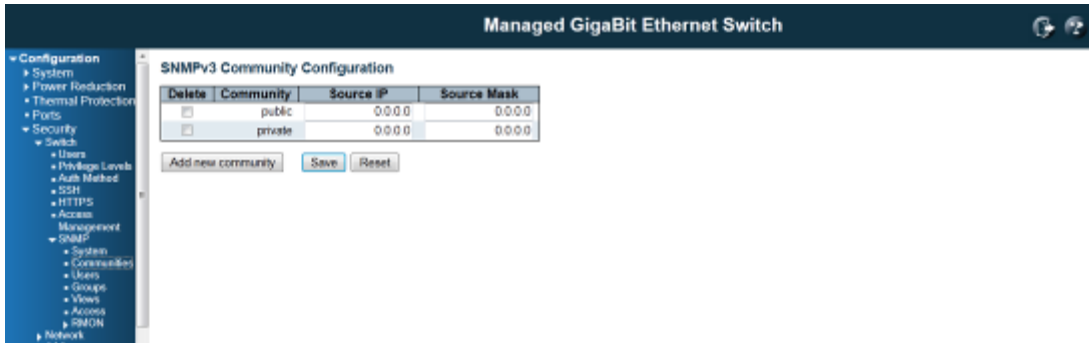 Managed GigaBit Ethernet Switch
Configuration
System
Power Reduction
Thermal Protection
Ports
Security
Switch
Users
Privilege Levels
Auth Method
SSH
HTTPS
Access
Management
SNMP
System
Communities
Users
Groups
Views
Access
RMON
Network
SNMPv3 Community Configuration
Delete Community Source IP Source Mask
public 0.0.0.0 0.0.0.0
private 0.0.0.0 0.0.0.0
Add new community Save Reset